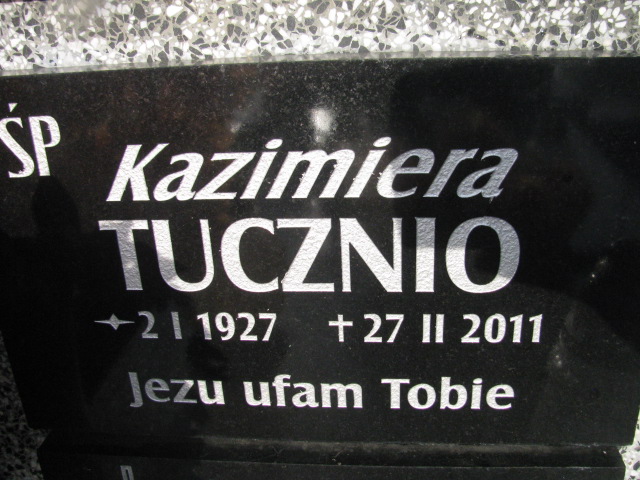 ŚP
Kazimiera
TUCZNIO
2 I 1927 † 27 II 2011
Jezu ufam Tobie